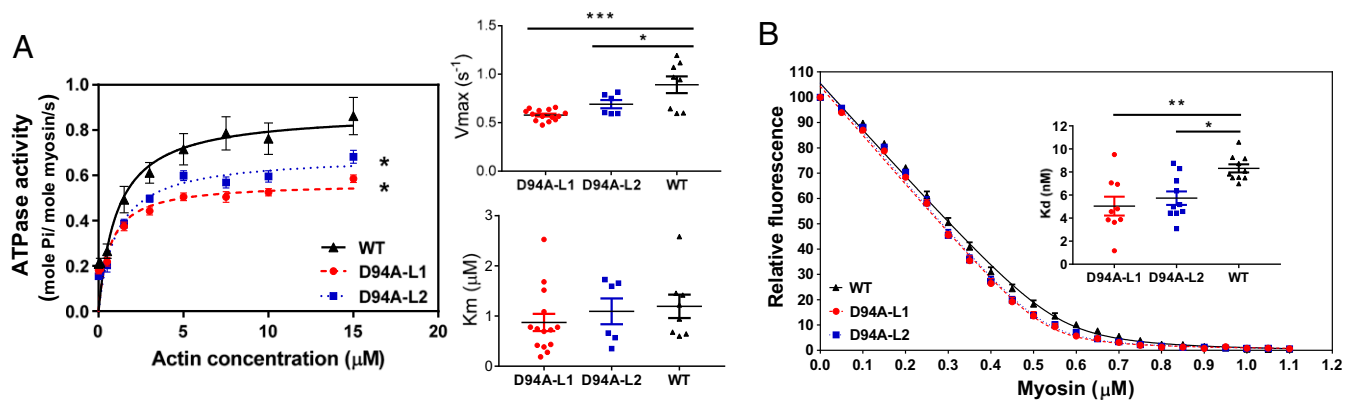 A
ATPase activity
(mole Pi/ mole myosin/s)
1.0
0.8
0.6
0.4
0.2
0.0
*
*
WT
D94A-L1
D94A-L2
0 5 10 15 20
Actin concentration (μM)
***
*
Vmax (s⁻¹)
1.5
1.0
0.5
0.0
D94A-L1 D94A-L2 WT
Km (μM)
3
2
1
0
D94A-L1 D94A-L2 WT
B
Relative fluorescence
110
100
90
80
70
60
50
40
30
20
10
0
WT
D94A-L1
D94A-L2
0.0 0.1 0.2 0.3 0.4 0.5 0.6 0.7 0.8 0.9 1.0 1.1 1.2
Myosin (μM)
**
*
Kd (nM)
12
10
8
6
4
2
0
D94A-L1 D94A-L2 WT